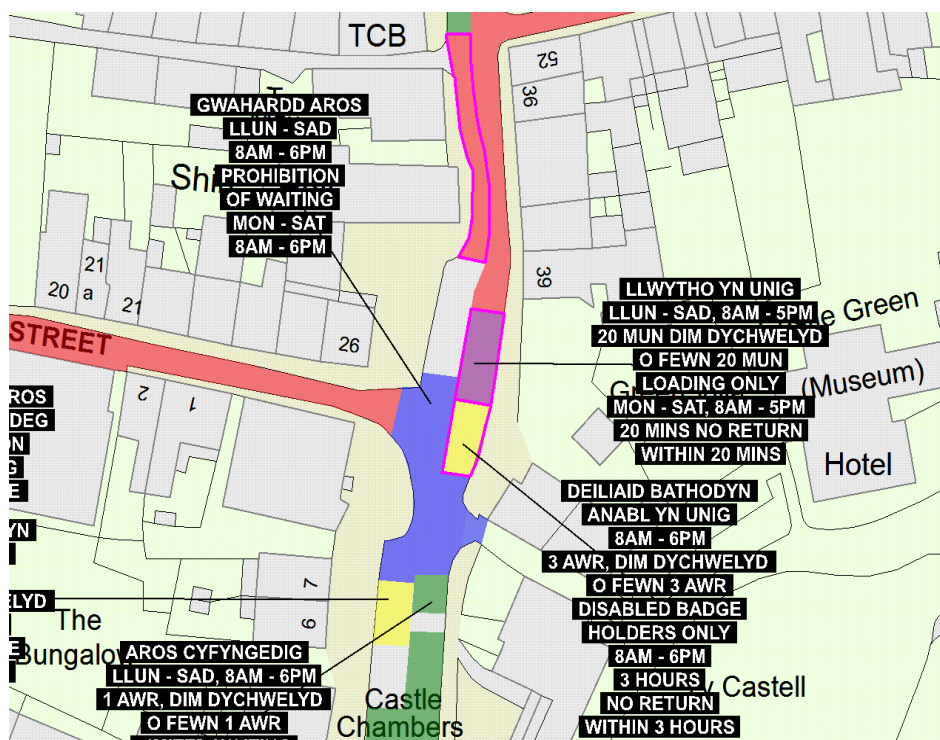 TCB
52
36
GWAHARDD AROS
LLUN - SAD
8AM - 6PM
PROHIBITION
OF WAITING
MON - SAT
8AM - 6PM
20
21
a
21
26
39
STREET
2
1
LLWYTHO YN UNIG
LLUN - SAD, 8AM - 5PM
20 MUN DIM DYCHWELYD
O FEWN 20 MUN
LOADING ONLY
MON - SAT, 8AM - 5PM
20 MINS NO RETURN
WITHIN 20 MINS
Green
(Museum)
Hotel
DEILIAID BATHODYN
ANABL YN UNIG
8AM - 6PM
3 AWR, DIM DYCHWELYD
O FEWN 3 AWR
DISABLED BADGE
HOLDERS ONLY
8AM - 6PM
3 HOURS
NO RETURN
WITHIN 3 HOURS
7
6
The
Bungalow
AROS CYFYNGEDIG
LLUN - SAD, 8AM - 6PM
1 AWR, DIM DYCHWELYD
O FEWN 1 AWR
Castle
Chambers
Castell